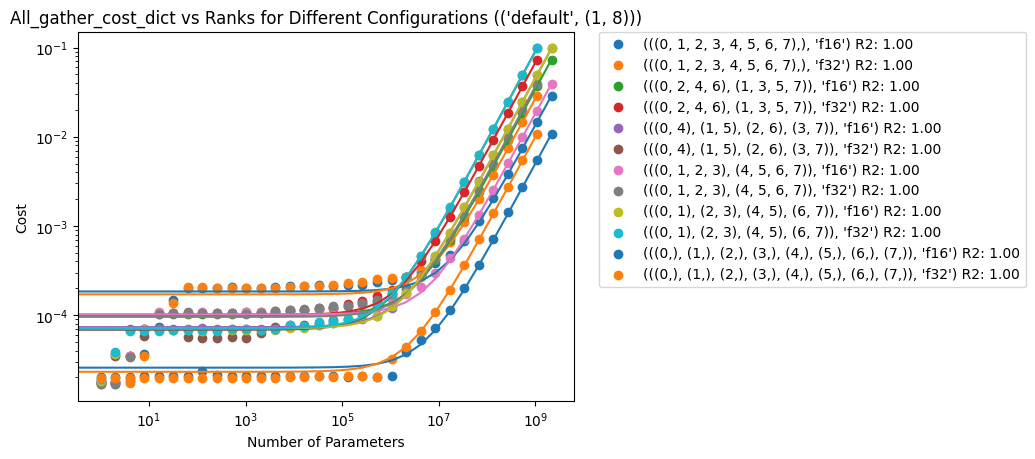 All_gather_cost_dict vs Ranks for Different Configurations (('default', (1, 8)))
Cost
10⁻¹
10⁻²
10⁻³
10⁻⁴
10¹
10³
10⁵
10⁷
10⁹
Number of Parameters
(((0, 1, 2, 3, 4, 5, 6, 7),), 'f16') R2: 1.00
(((0, 1, 2, 3, 4, 5, 6, 7),), 'f32') R2: 1.00
(((0, 2, 4, 6), (1, 3, 5, 7)), 'f16') R2: 1.00
(((0, 2, 4, 6), (1, 3, 5, 7)), 'f32') R2: 1.00
(((0, 4), (1, 5), (2, 6), (3, 7)), 'f16') R2: 1.00
(((0, 4), (1, 5), (2, 6), (3, 7)), 'f32') R2: 1.00
(((0, 1, 2, 3), (4, 5, 6, 7)), 'f16') R2: 1.00
(((0, 1, 2, 3), (4, 5, 6, 7)), 'f32') R2: 1.00
(((0, 1), (2, 3), (4, 5), (6, 7)), 'f16') R2: 1.00
(((0, 1), (2, 3), (4, 5), (6, 7)), 'f32') R2: 1.00
(((0,), (1,), (2,), (3,), (4,), (5,), (6,), (7,)), 'f16') R2: 1.00
(((0,), (1,), (2,), (3,), (4,), (5,), (6,), (7,)), 'f32') R2: 1.00